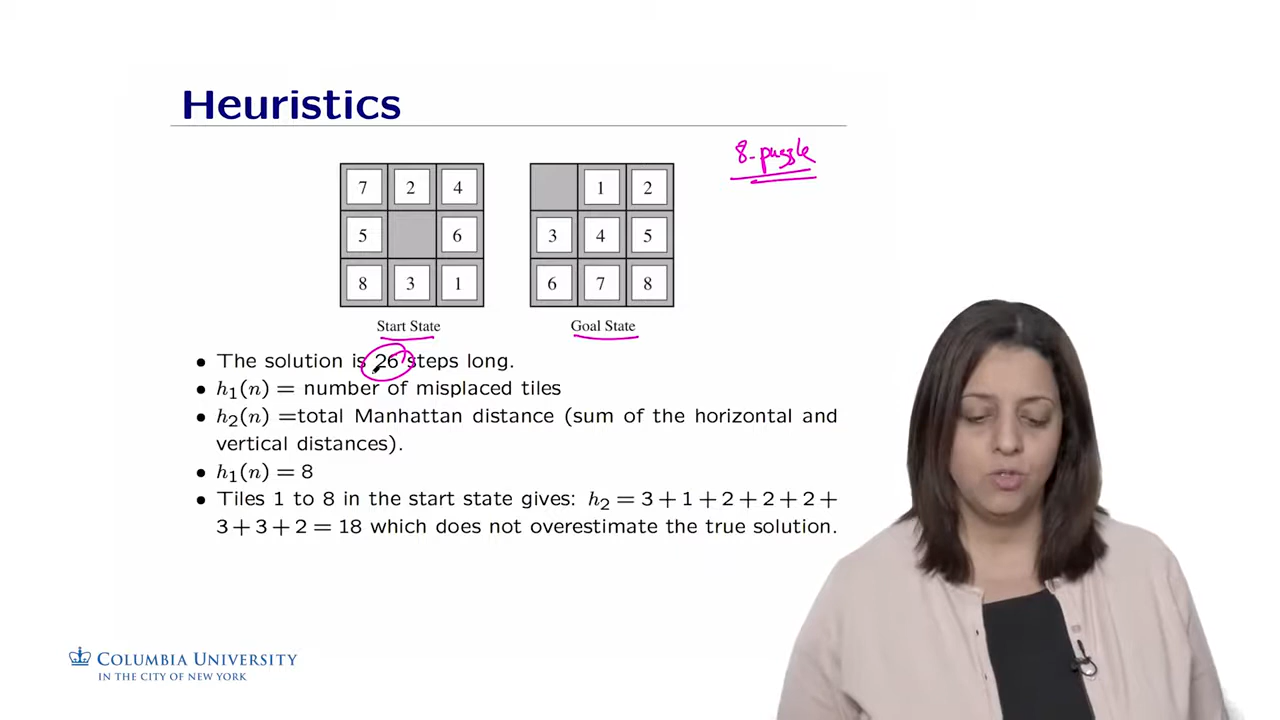 Heuristics
8-puzzle
7 2 4
5 6
8 3 1
Start State
1 2
3 4 5
6 7 8
Goal State
• The solution is 26 steps long.
• h₁(n) = number of misplaced tiles
• h₂(n) =total Manhattan distance (sum of the horizontal and
vertical distances).
• h₁(n) = 8
• Tiles 1 to 8 in the start state gives: h₂ = 3 + 1 + 2 + 2 + 2 +
3 + 3 + 2 = 18 which does not overestimate the true solution.
COLUMBIA UNIVERSITY
IN THE CITY OF NEW YORK